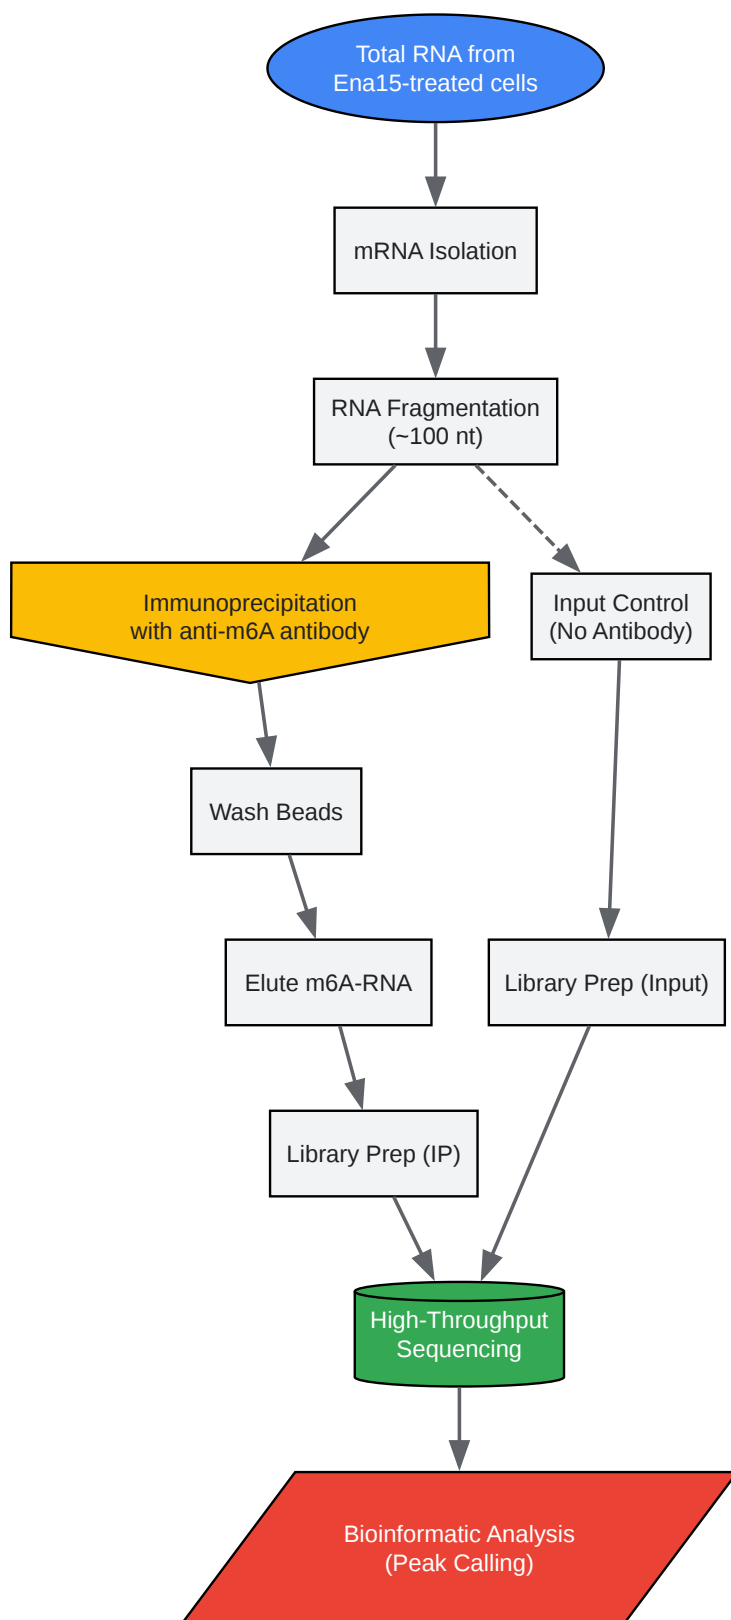 Total RNA from
Ena15-treated cells
mRNA Isolation
RNA Fragmentation
(~100 nt)
Immunoprecipitation
with anti-m6A antibody
Input Control
(No Antibody)
Wash Beads
Elute m6A-RNA
Library Prep (Input)
Library Prep (IP)
High-Throughput
Sequencing
Bioinformatic Analysis
(Peak Calling)